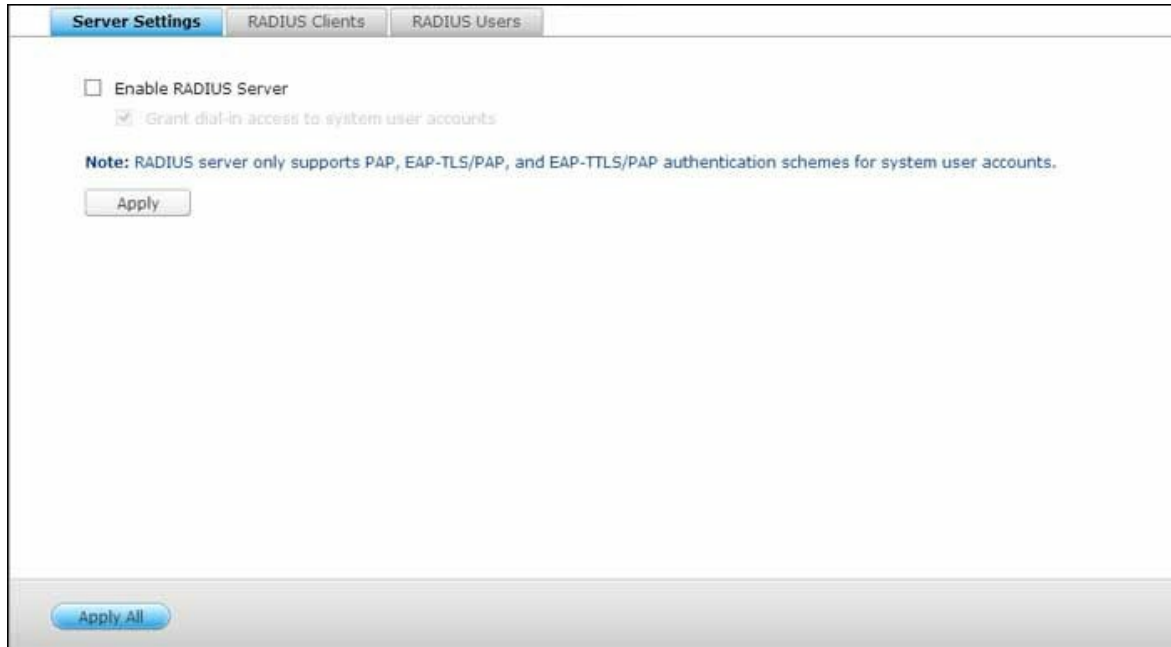 Server Settings RADIUS Clients RADIUS Users
Enable RADIUS Server
Grant dial-in access to system user accounts
Note: RADIUS server only supports PAP, EAP-TLS/PAP, and EAP-TTLS/PAP authentication schemes for system user accounts.
Apply
Apply All